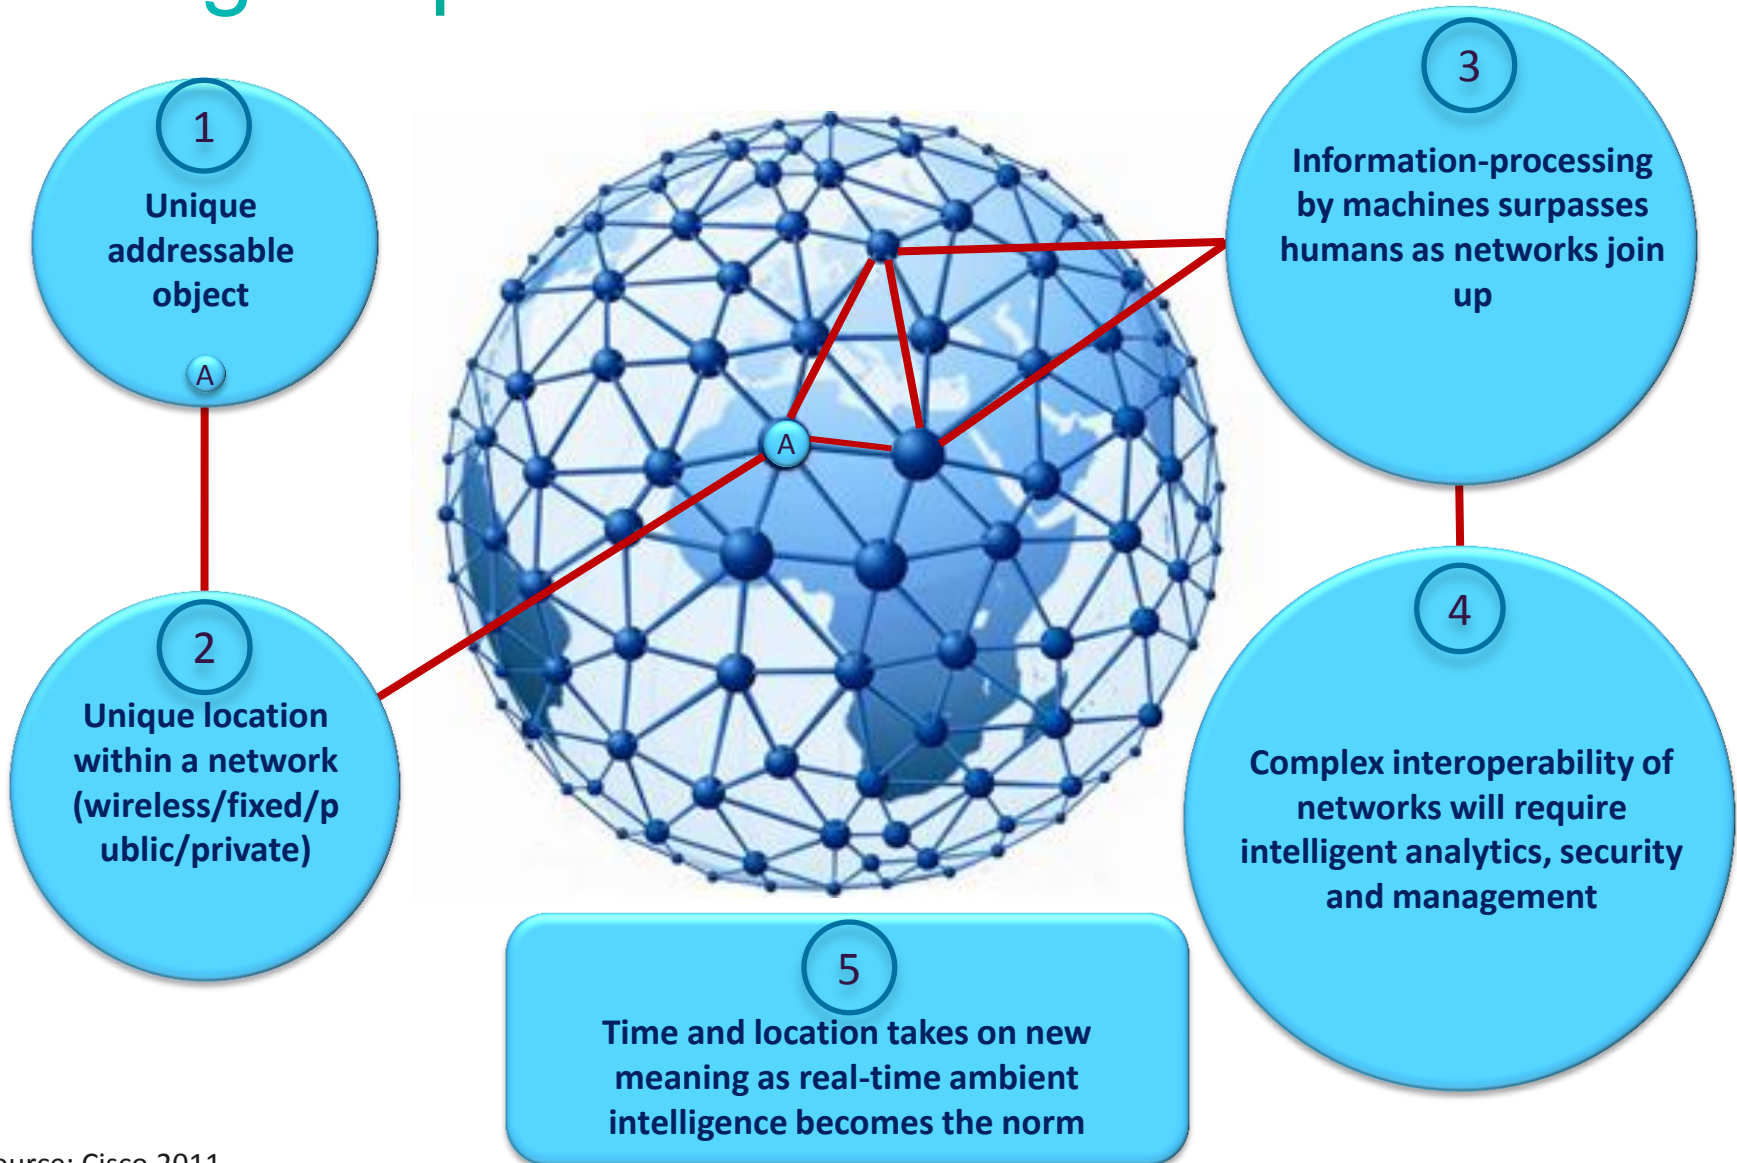 1
Unique
addressable
object
A
2
Unique location
within a network
(wireless/fixed/p
ublic/private)
A
3
Information-processing
by machines surpasses
humans as networks join
up
4
Complex interoperability of
networks will require
intelligent analytics, security
and management
5
Time and location takes on new
meaning as real-time ambient
intelligence becomes the norm
Cisco 2011